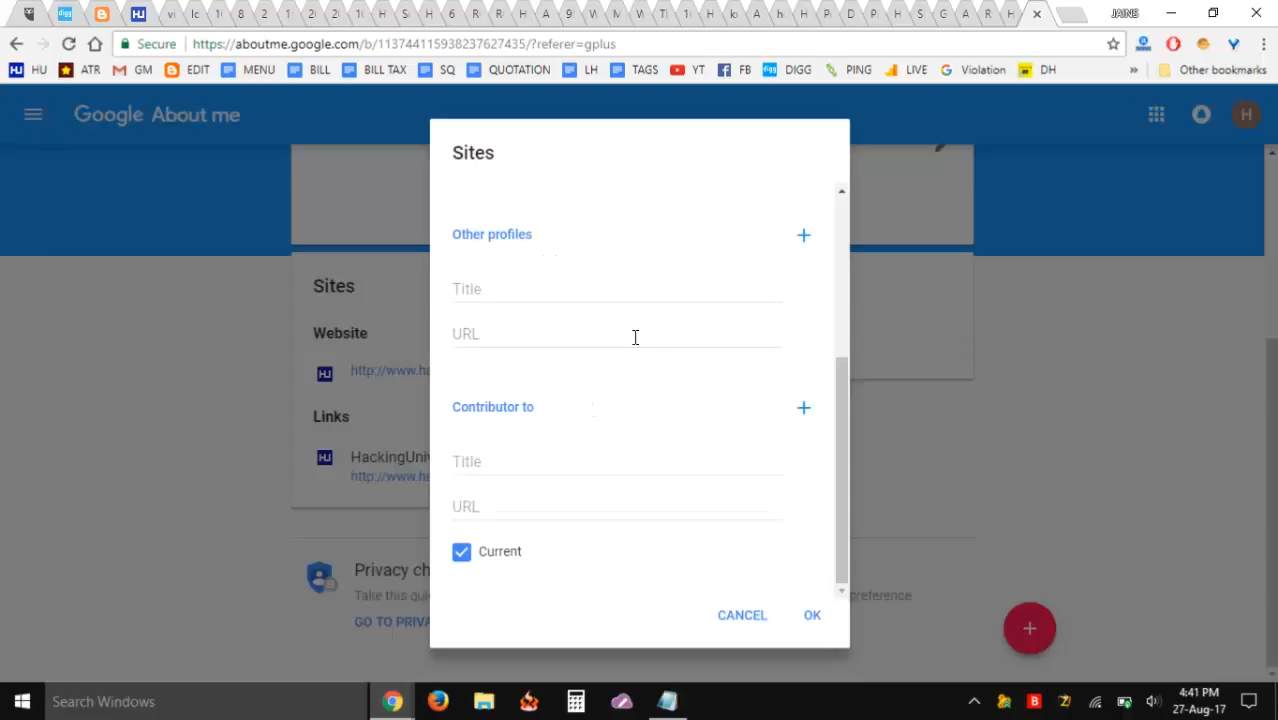 JAINS
Secure https://aboutme.google.com/b/113744115938237627435/?referer=gplus
HU ATR GM EDIT MENU BILL BILL TAX SQ QUOTATION LH TAGS YT FB DIGG PING LIVE Violation DH » Other bookmarks
Google About me
H
Sites
Other profiles
Title
URL
Contributor to
Title
URL
Current
CANCEL OK
Sites
Website
http://www.h
Links
HackingUni
http://www.ha
Privacy ch
Take this qui
preference
GO TO PRIVA
Search Windows
4:41 PM
27-Aug-17